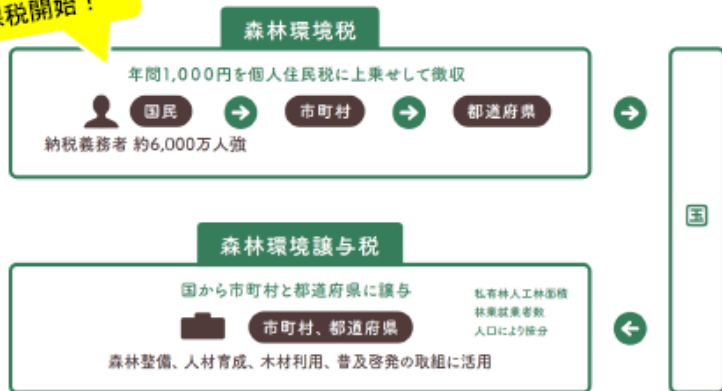 課税開始！
森林環境税
年間1,000円を個人住民税に上乗せして徴収
国民
市町村
都道府県
納税義務者 約6,000万人強
国
森林環境譲与税
国から市町村と都道府県に譲与
私有林人工林面積
林業就業者数
人口により按分
市町村、都道府県
森林整備、人材育成、木材利用、普及啓発の取組に活用